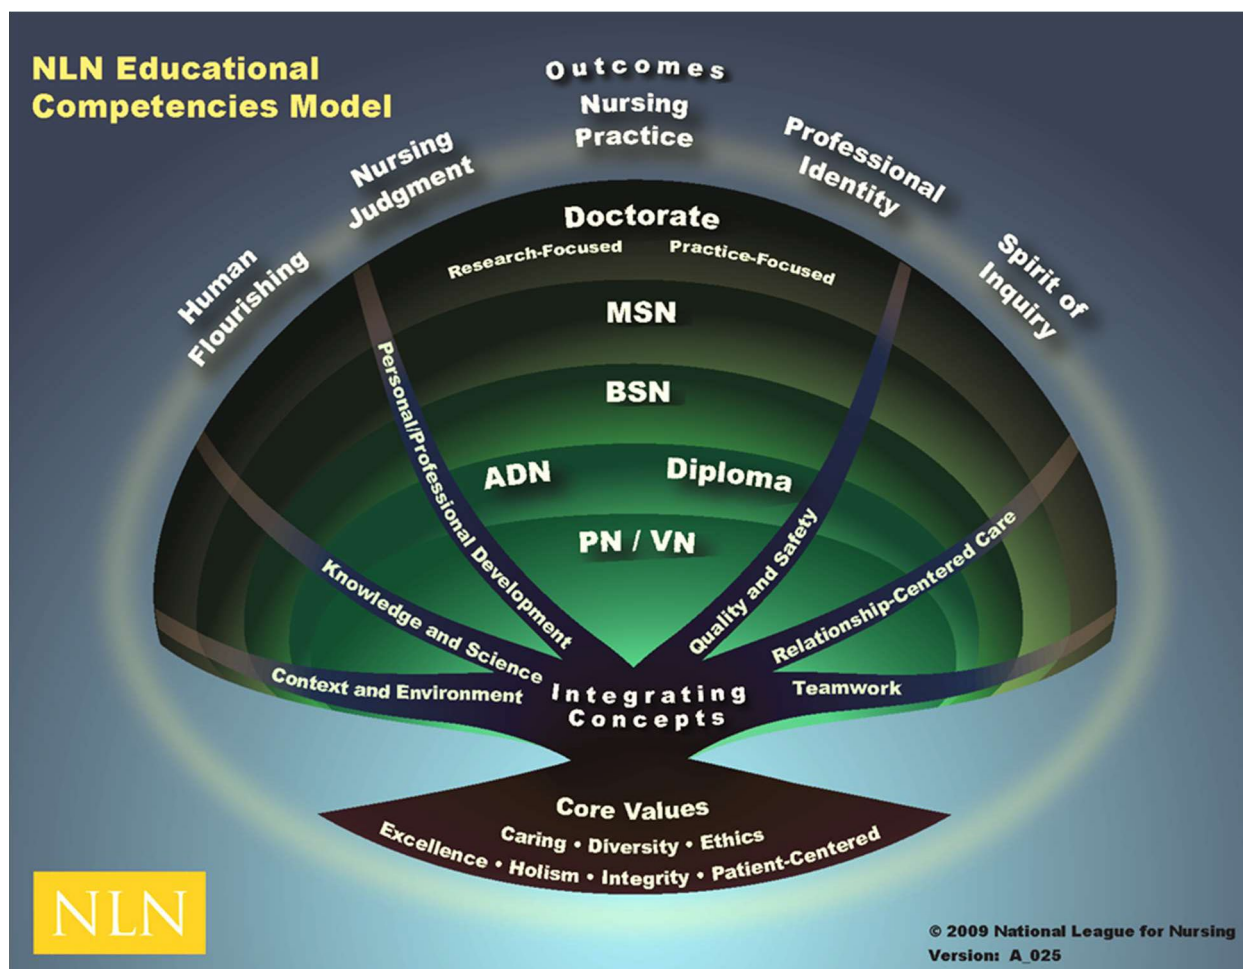 NLN Educational
Competencies Model
Outcomes
Human
Flourishing
Nursing
Judgment
Nursing
Practice
Professional
Identity
Spirit of
Inquiry
Doctorate
Research-Focused
Practice-Focused
MSN
BSN
ADN
Diploma
PN / VN
Context and Environment
Knowledge and Science
Personal/Professional Development
Quality and Safety
Relationship-Centered Care
Teamwork
Integrating
Concepts
Core Values
Caring • Diversity • Ethics
Excellence • Holism • Integrity • Patient-Centered
NLN
© 2009 National League for Nursing
Version: A_025